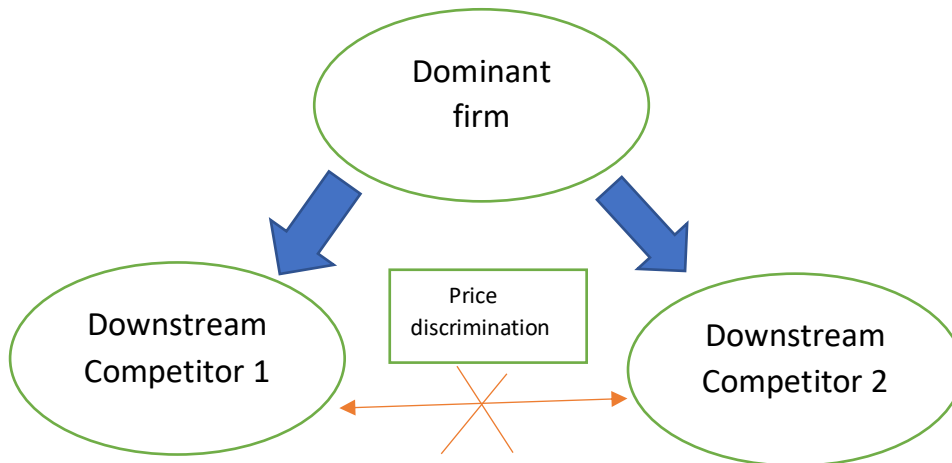 Dominant
firm
Price
discrimination
Downstream
Competitor 1
Downstream
Competitor 2